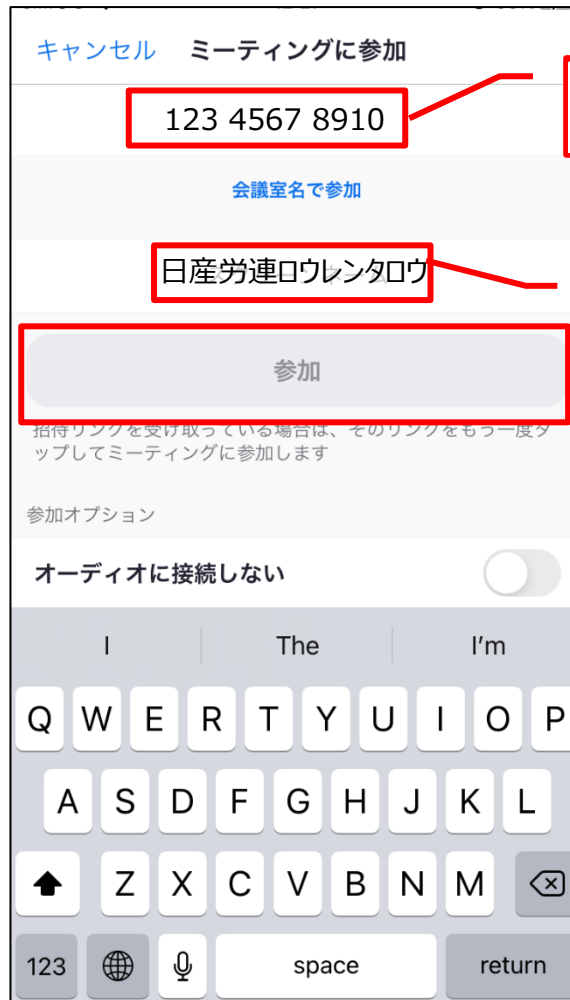 キャンセル ミーティングに参加
123 4567 8910
会議室名で参加
日産労連ロウレンタロウ
参加
招待リンクを受け取っている場合は、そのリンクをもう一度タ
ップしてミーティングに参加します
参加オプション
オーディオに接続しない
I The I'm
Q W E R T Y U I O P
A S D F G H J K L
Z X C V B N M
123 space return